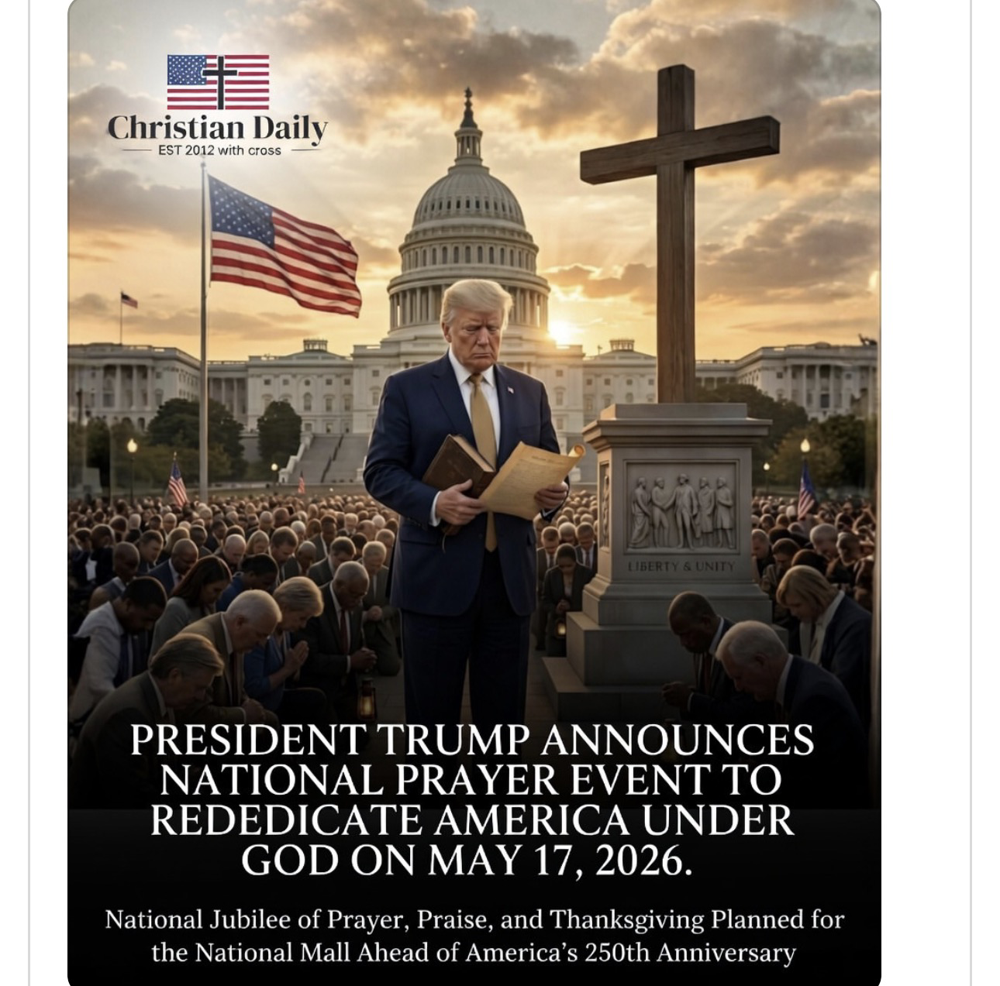 Christian Daily
EST 2012 with cross
LIBERTY & UNITY
PRESIDENT TRUMP ANNOUNCES
NATIONAL PRAYER EVENT TO
REDEDICATE AMERICA UNDER
GOD ON MAY 17, 2026.
National Jubilee of Prayer, Praise, and Thanksgiving Planned for
the National Mall Ahead of America’s 250th Anniversary